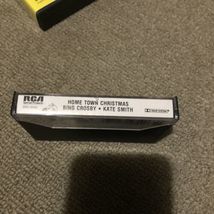 RCA
HOME TOWN CHRISTMAS
BING CROSBY • KATE SMITH